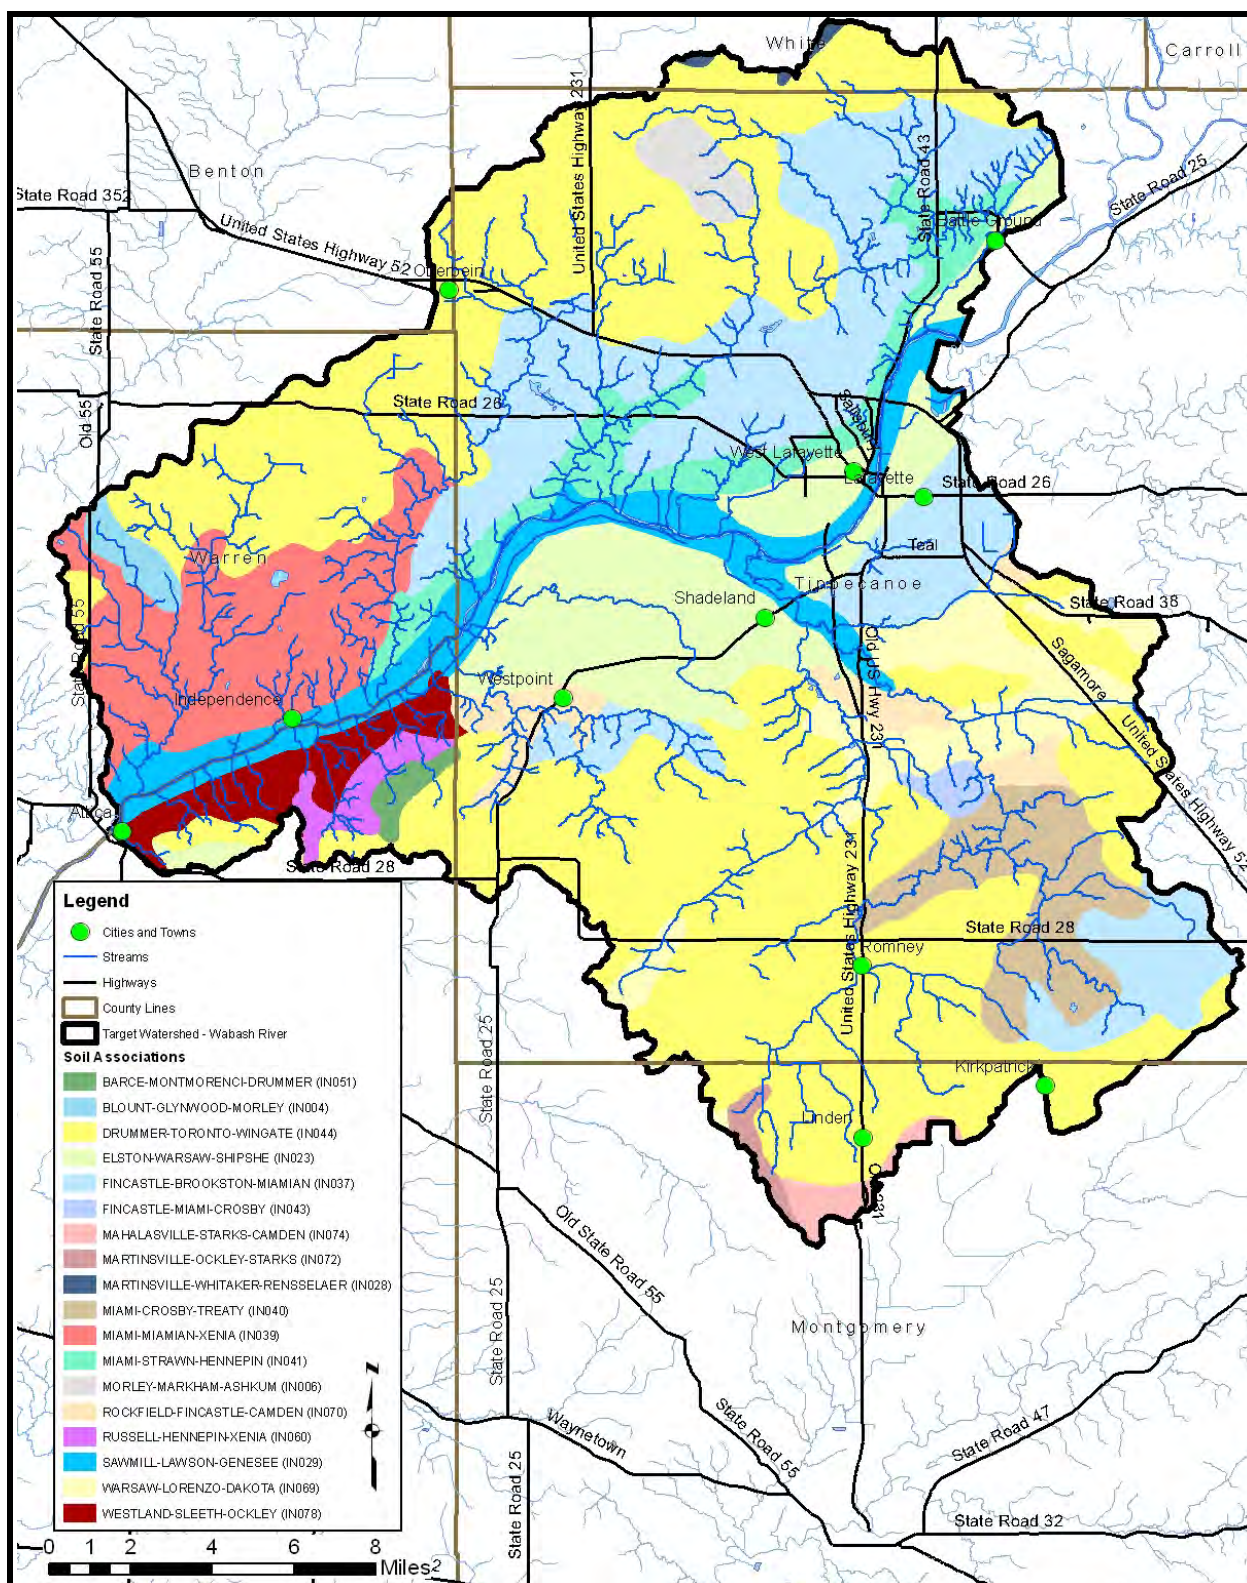 White
Carroll
Benton
State Road 352
United States Highway 231
State Road 43
State Road 25
United States Highway 52
Battle Ground
Otterbein
State Road 55
Old 55
State Road 26
Salisbury
West Lafayette
Lafayette
State Road 26
Warren
Teal
Tippecanoe
Shadeland
State Road 38
State Road 55
Old US Hwy 231
Sagamore
Westpoint
Independence
United States Highway 52
Attica
State Road 28
United States Highway 231
State Road 28
Romney
State Road 25
Kirkpatrick
Linden
Old 231
Old State Road 55
State Road 25
Montgomery
State Road 55
State Road 47
Waynetown
State Road 25
State Road 32
Legend
Cities and Towns
Streams
Highways
County Lines
Target Watershed - Wabash River
Soil Associations
BARCE-MONTMORENCI-DRUMMER (IN051)
BLOUNT-GLYNWOOD-MORLEY (IN004)
DRUMMER-TORONTO-WINGATE (IN044)
ELSTON-WARSAW-SHIPSHE (IN023)
FINCASTLE-BROOKSTON-MIAMIAN (IN037)
FINCASTLE-MIAMI-CROSBY (IN043)
MAHALASVILLE-STARKS-CAMDEN (IN074)
MARTINSVILLE-OCKLEY-STARKS (IN072)
MARTINSVILLE-WHITAKER-RENSSELAER (IN028)
MIAMI-CROSBY-TREATY (IN040)
MIAMI-MIAMIAN-XENIA (IN039)
MIAMI-STRAWN-HENNEPIN (IN041)
MORLEY-MARKHAM-ASHKUM (IN006)
ROCKFIELD-FINCASTLE-CAMDEN (IN070)
RUSSELL-HENNEPIN-XENIA (IN060)
SAWMILL-LAWSON-GENESEE (IN029)
WARSAW-LORENZO-DAKOTA (IN069)
WESTLAND-SLEETH-OCKLEY (IN078)
Z
0 1 2 4 6 8
Miles2